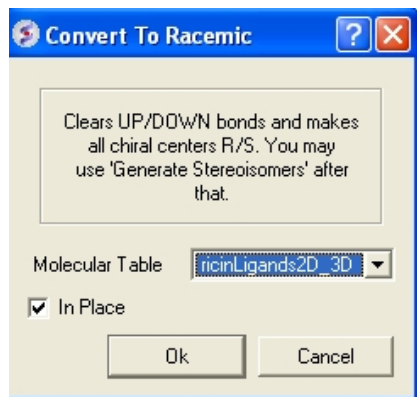 Convert To Racemic
Clears UP/DOWN bonds and makes
all chiral centers R/S. You may
use 'Generate Stereoisomers' after
that.
Molecular Table ricinLigands2D_3D
In Place
Ok Cancel